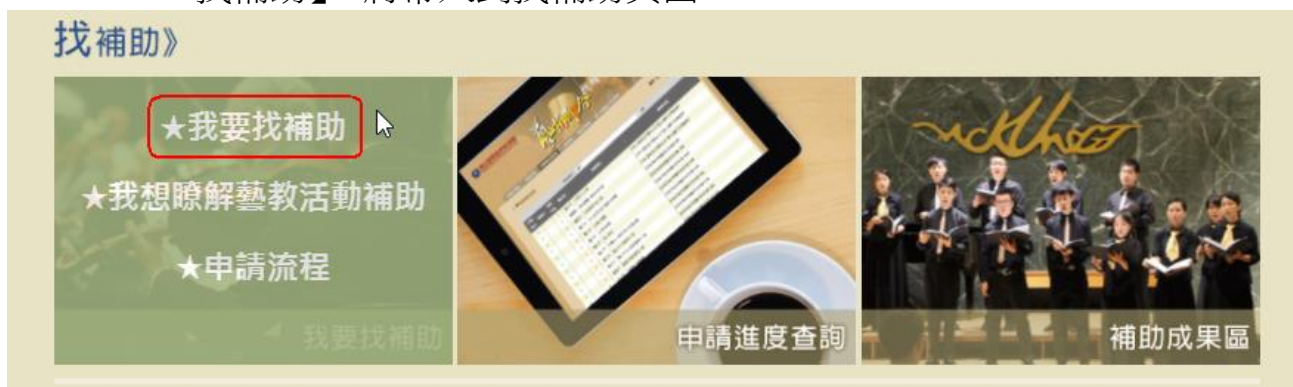 找補助》
★我要找補助
★我想瞭解藝教活動補助
★申請流程
我要找補助
申請進度查詢
補助成果區